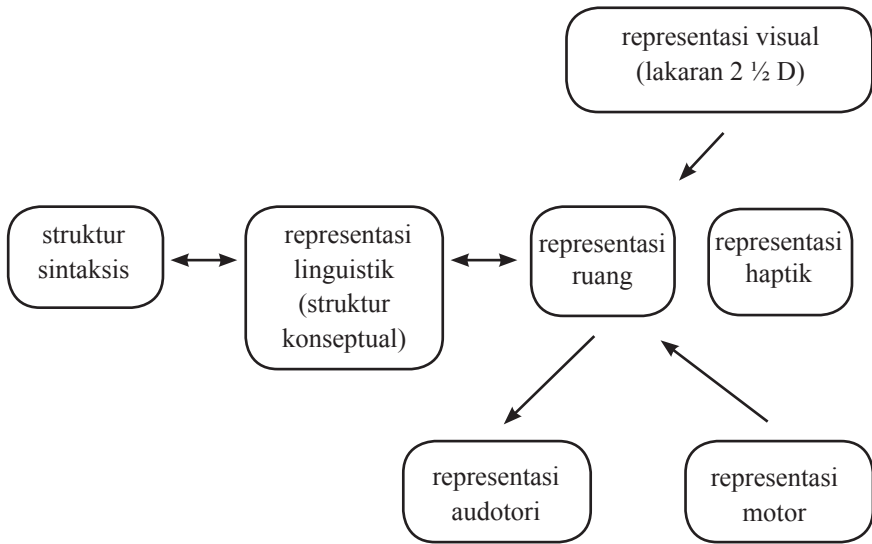 representasi visual
(lakaran 2 ½ D)
struktur
sintaksis
representasi
linguistik
(struktur
konseptual)
representasi
ruang
representasi
haptik
representasi
audotori
representasi
motor